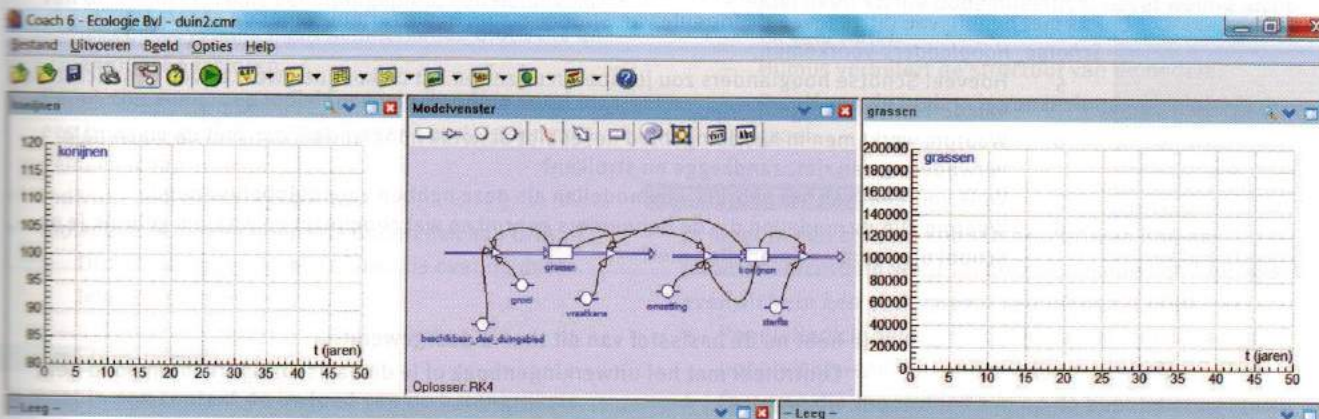 Coach 6 - Ecologie Bvl - duin2.cmr
Bestand Uitvoeren Beeld Opties Help
konijnen
Modelvenster
grassen
120
115
110
105
100
95
90
85
80
konijnen
t (jaren)
0 5 10 15 20 25 30 35 40 45 50
grassen
konijnen
groei
vraatkans
omzetting
sterfte
beschikbaar_deel_duingebied
Oplosser: RK4
200000
180000
160000
140000
120000
100000
80000
60000
40000
20000
0
grassen
t (jaren)
0 5 10 15 20 25 30 35 40 45 50
- Leeg -
- Leeg -